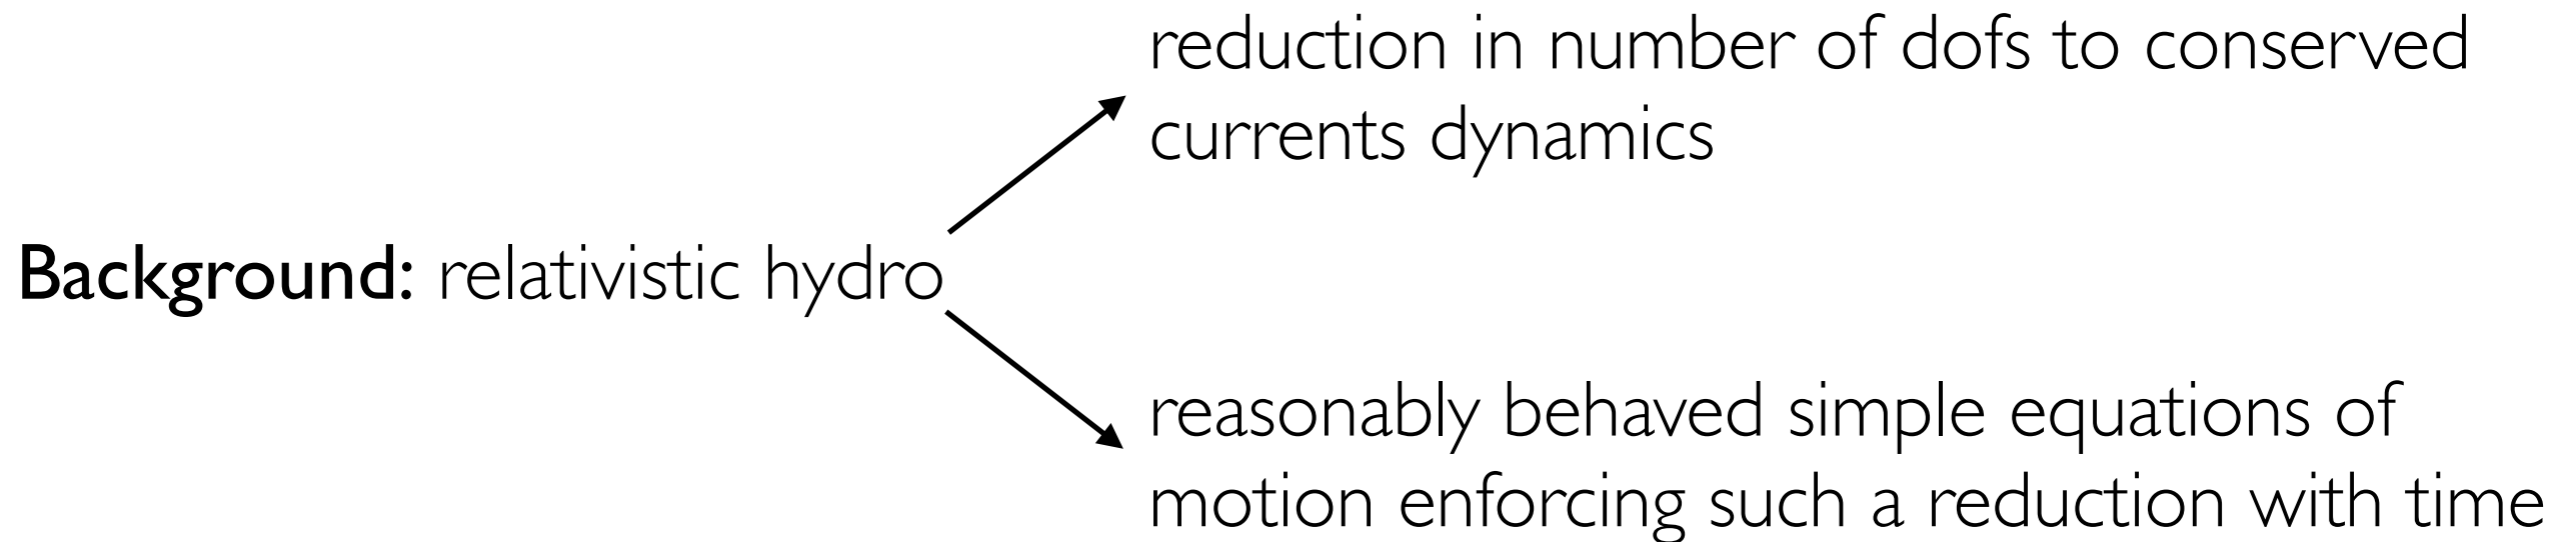 reduction in number of dofs to conserved
currents dynamics
Background: relativistic hydro
reasonably behaved simple equations of
motion enforcing such a reduction with time